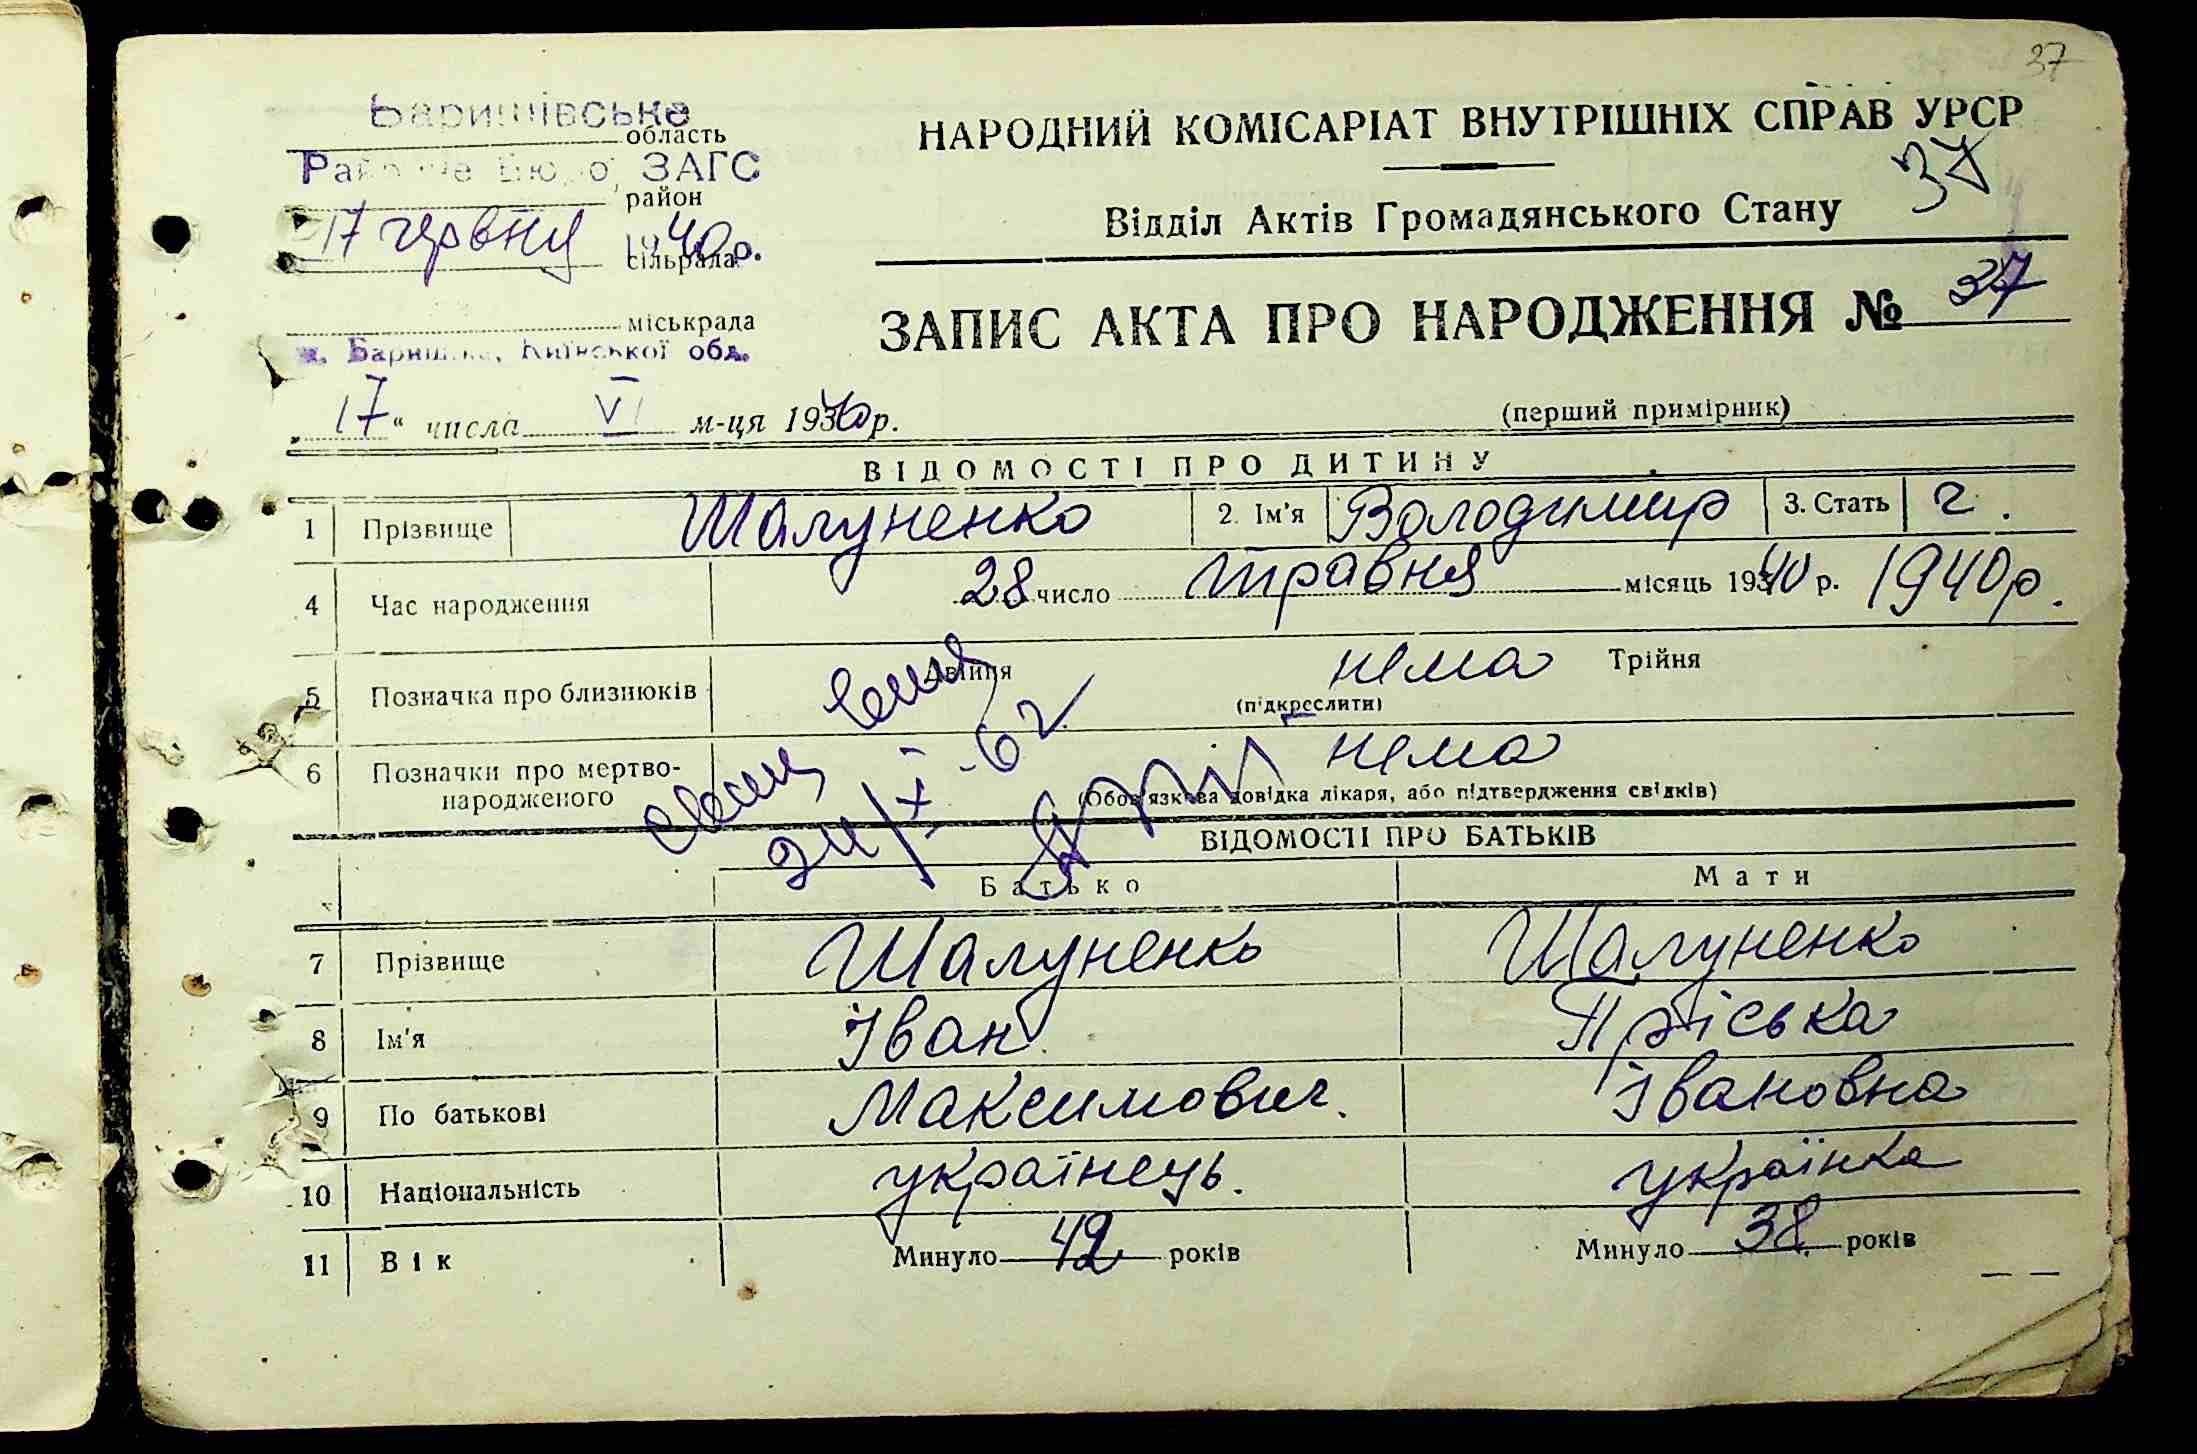 37
Баришівське
область
Районне Бюро ЗАГС
район
17 червня 1940 р.
сільрада
міськрада
м. Баришівка, Київської обл.
„ 17 “ числа VI м-ця 1940 р.
НАРОДНИЙ КОМІСАРІАТ ВНУТРІШНІХ СПРАВ УРСР
37
Відділ Актів Громадянського Стану
ЗАПИС АКТА ПРО НАРОДЖЕННЯ № 37
(перший примірник)
ВІДОМОСТІ ПРО ДИТИНУ
1 Прізвище Шалуненко 2. Ім'я Володимир 3. Стать ч.
4 Час народження 28 число травня місяць 1940 р. 1940 р.
5 Позначка про близнюків Двійня нема Трійня
(підкреслити)
6 Позначки про мертво-
народженого нема
(Обов'язкова довідка лікаря, або підтвердження свідків)
24/XI-62
ВІДОМОСТІ ПРО БАТЬКІВ
Батько Мати
7 Прізвище Шалуненко Шалуненко
8 Ім'я Іван Пріська
9 По батькові Максимович. Івановна
10 Національність українець. українка
11 Вік Минуло 42 років Минуло 38 років